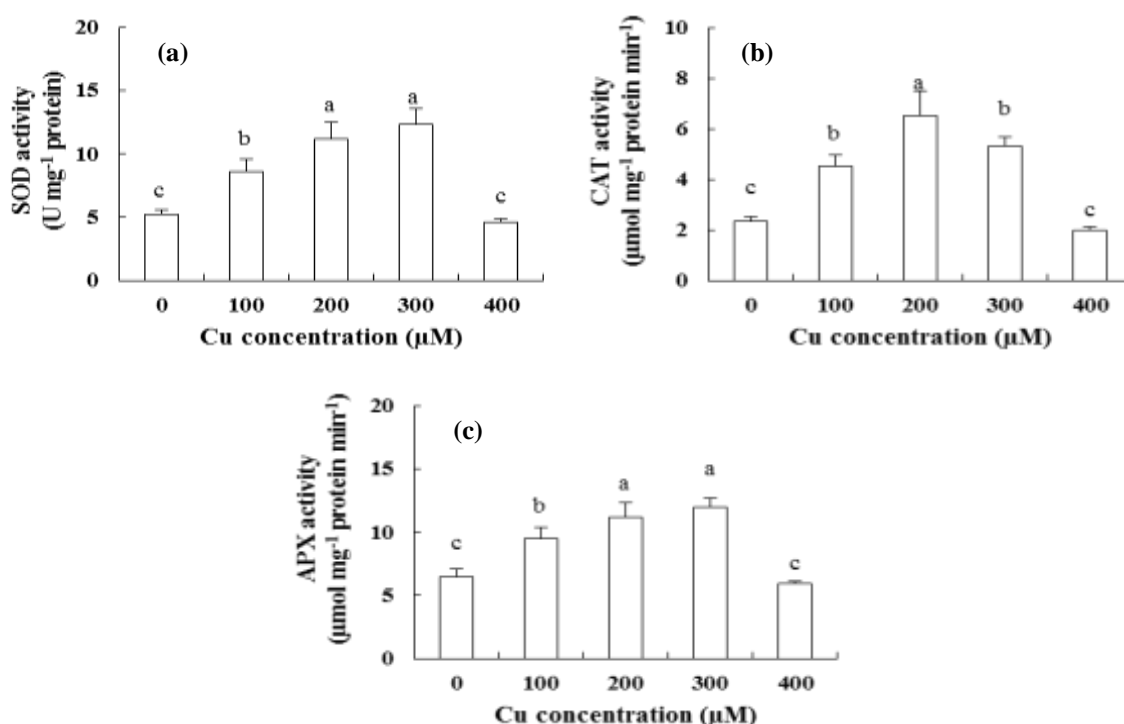 (a)
SOD activity
(U mg⁻¹ protein)
20
15
10
5
0
c
b
a
a
c
0 100 200 300 400
Cu concentration (µM)
(b)
CAT activity
(µmol mg⁻¹ protein min⁻¹)
10
8
6
4
2
0
c
b
a
b
c
0 100 200 300 400
Cu concentration (µM)
(c)
APX activity
(µmol mg⁻¹ protein min⁻¹)
20
15
10
5
0
c
b
a
a
c
0 100 200 300 400
Cu concentration (µM)